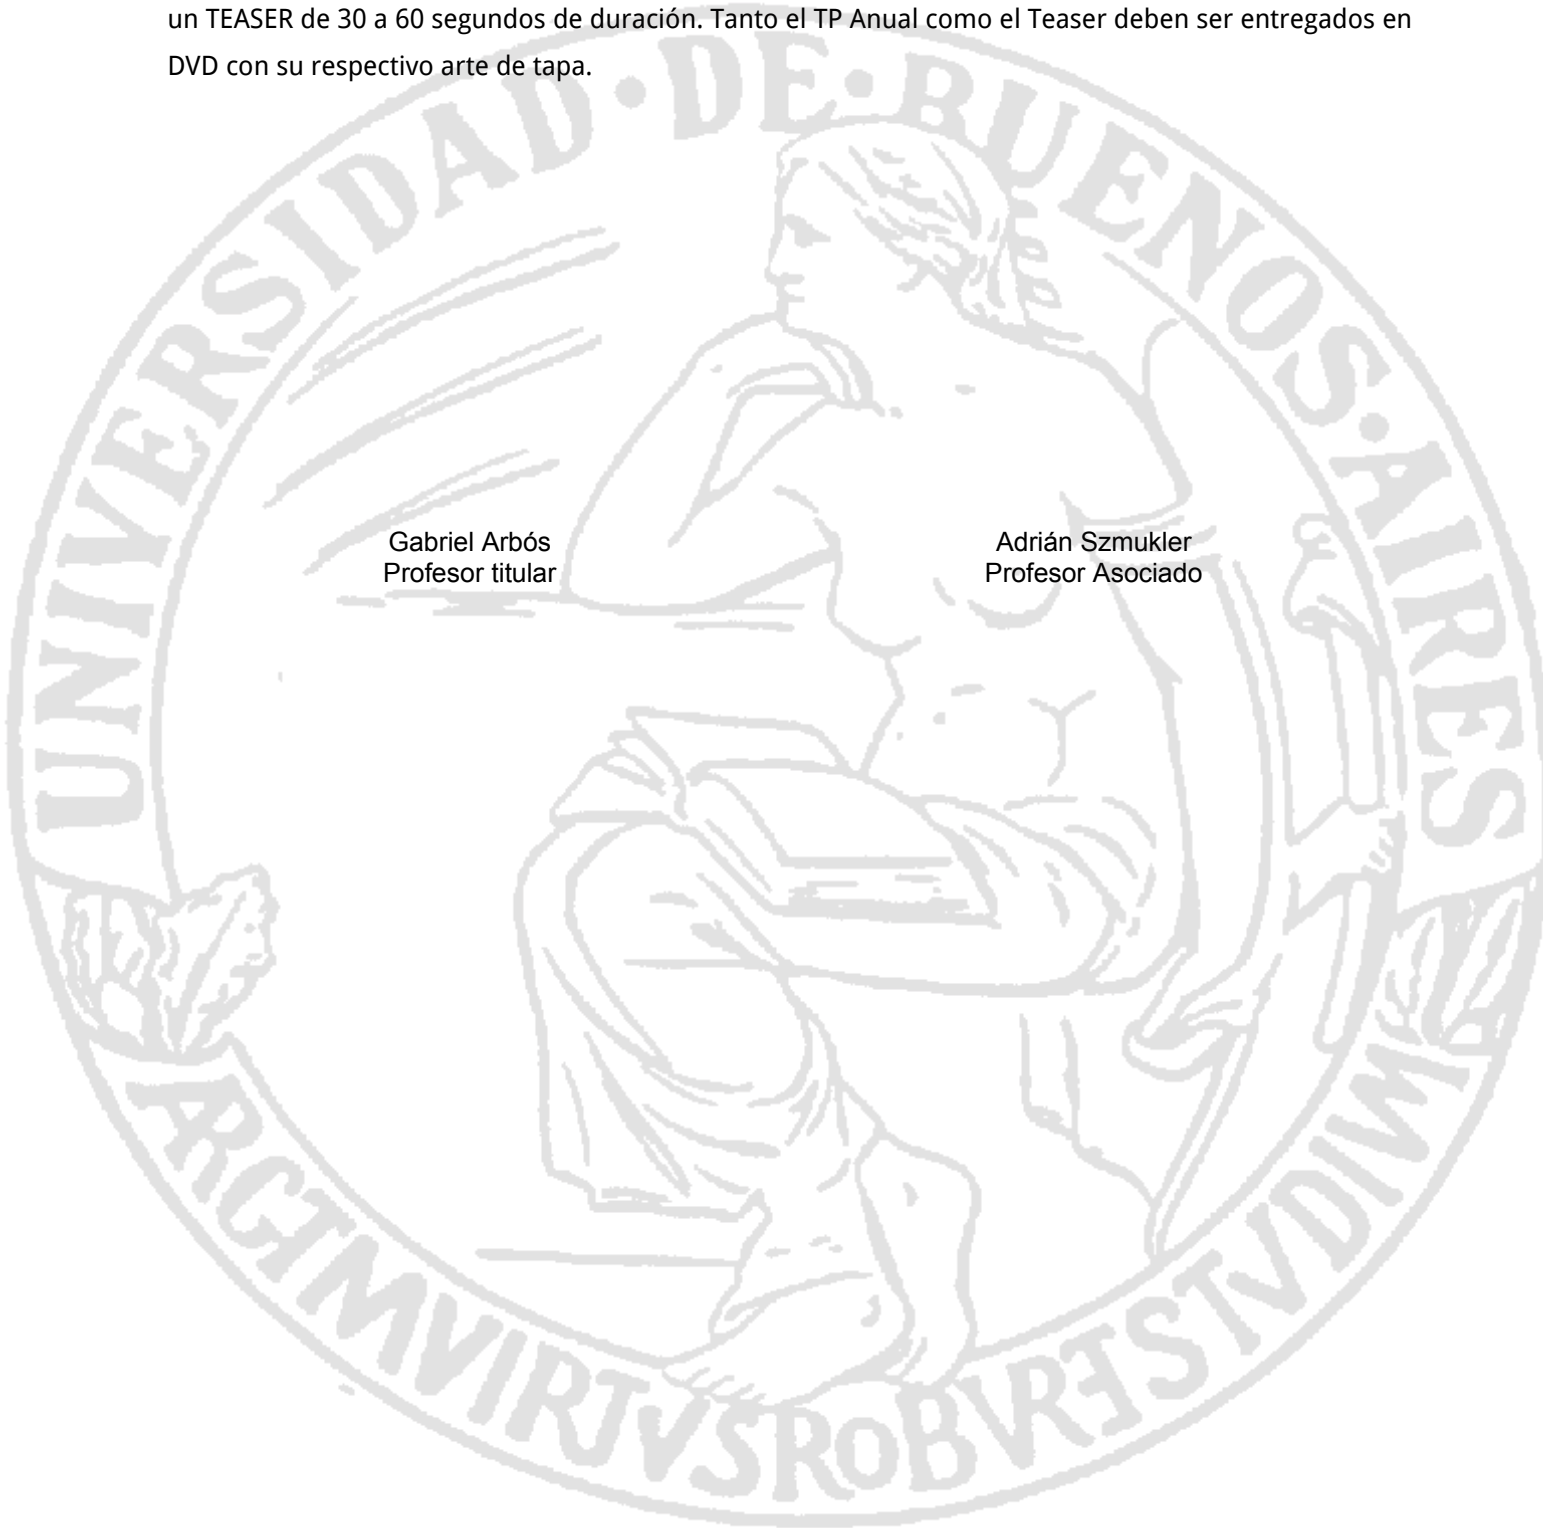 un TEASER de 30 a 60 segundos de duración. Tanto el TP Anual como el Teaser deben ser entregados en
DVD con su respectivo arte de tapa.
UNIVERSIDAD·DE·BUENOS·AIRES
Gabriel Arbós
Profesor titular
Adrián Szmukler
Profesor Asociado
ARGTMVIRTVSROBVRETSTVDIVM